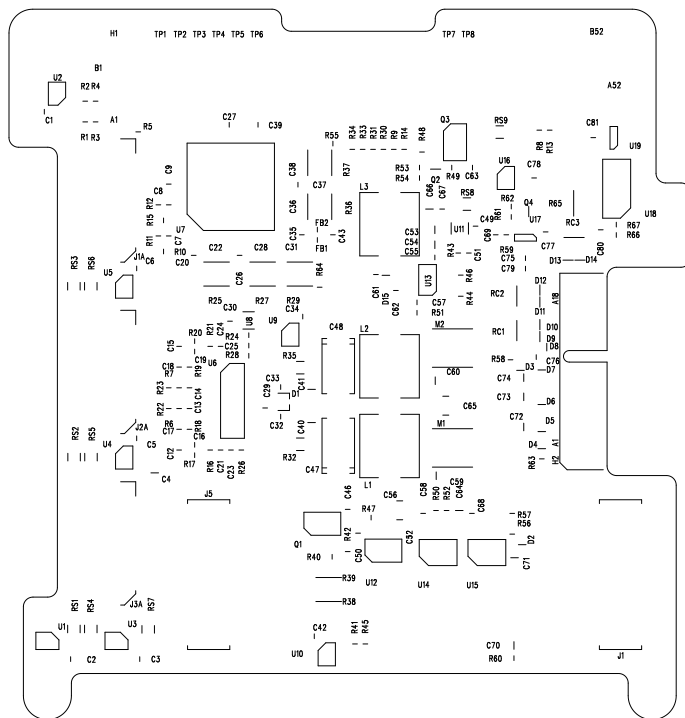 H1
TP1 TP2 TP3 TP4 TP5 TP6
TP7 TP8
B52
B1
U2
R2 R4
A52
C1
A1
R1 R3
R5
C27
C39
R55
R34
R33
R31
R30
R9
R14
R48
Q3
RS9
R8
R13
C81
U19
C9
C8
R12
R15
U7
R11
C7
R10
C6
C20
C38
C37
R37
C36
R36
L3
FB2
C35
FB1
C43
R53
R54
Q2
R49
C63
C66
C67
RS8
U16
C78
R62
R61
Q4
U17
R65
RC3
U18
R67
R66
C80
C77
C53
C54
C55
U11
C49
C69
R43
C51
R59
C75
C79
D13
D14
RS3
RS6
U5
J1A
C22
C28
C31
C26
R64
C61
D15
C62
U13
R46
R44
C57
R51
RC2
D12
A18
D11
RC1
D10
D9
D8
C76
R25
C30
R27
R29
C34
R21
C24
U8
U9
R24
C25
R28
R20
C15
C19
U6
C18
R19
R7
R23
C14
C13
R22
R6
C17
R18
C16
C12
R17
R35
C48
L2
M2
C33
C29
D1
C41
C32
C40
R32
C47
L1
C60
C65
M1
C59
R58
D3
D7
C74
C73
D6
C72
D5
D4
A1
R63
H2
RS2
RS5
U4
J2A
C5
C4
R16
C21
C23
R26
J5
C46
C56
C58
R50
R52
C64
C68
R57
R56
R47
Q1
R42
C52
R40
C50
D2
C71
U12
U14
U15
R39
R38
RS1
RS4
J3A
RS7
U1
U3
C2
C3
C42
R41
R45
U10
C70
R60
J1